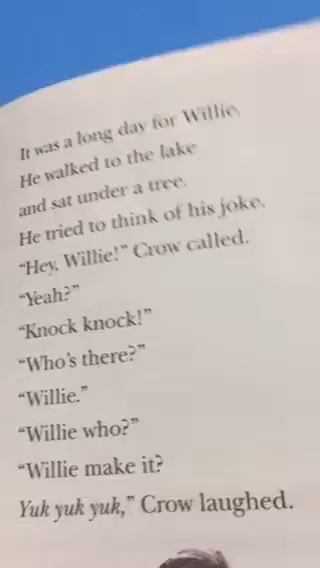 It was a long day for Willie.
He walked to the lake
and sat under a tree.
He tried to think of his joke.
“Hey, Willie!” Crow called.
“Yeah?”
“Knock knock!”
“Who’s there?”
“Willie.”
“Willie who?”
“Willie make it?
Yuk yuk yuk,” Crow laughed.